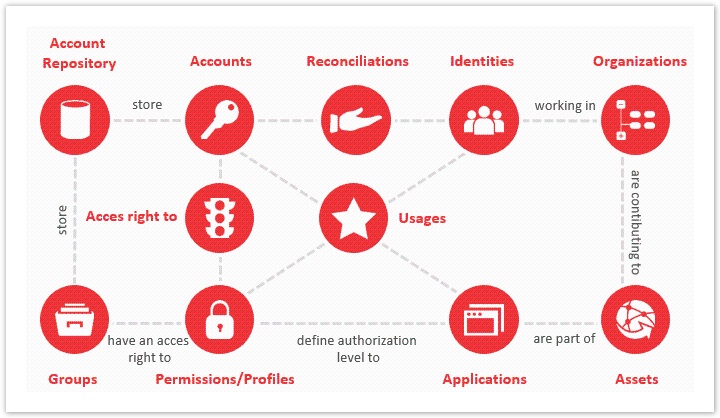 Account
Repository
Accounts
Reconciliations
Identities
Organizations
store
working in
store
Acces right to
Usages
are contibuting to
have an acces
right to
define authorization
level to
are part of
Groups
Permissions/Profiles
Applications
Assets